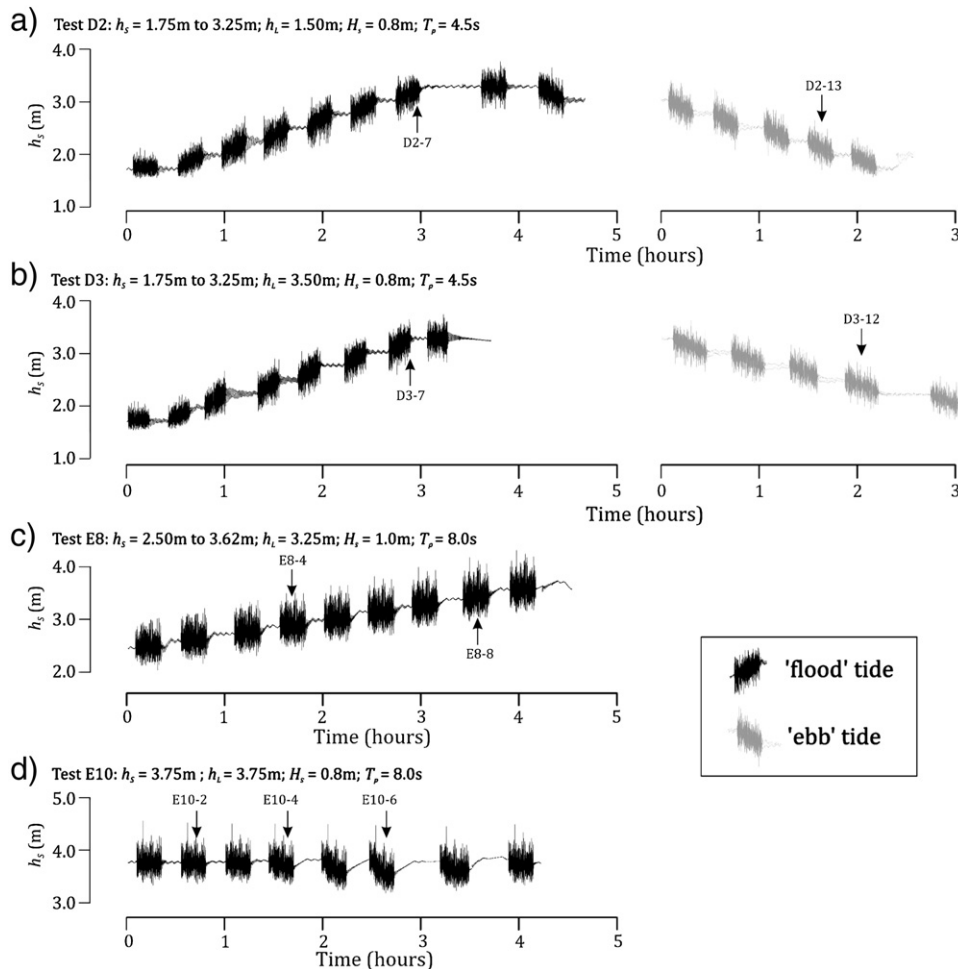 a) Test D2: hs = 1.75m to 3.25m; hL = 1.50m; Hs = 0.8m; Tp = 4.5s
4.0
3.0
2.0
1.0
hs (m)
D2-7
D2-13
0 1 2 3 4 5
0 1 2 3
Time (hours)
b) Test D3: hs = 1.75m to 3.25m; hL = 3.50m; Hs = 0.8m; Tp = 4.5s
4.0
3.0
2.0
1.0
hs (m)
D3-7
D3-12
0 1 2 3 4 5
0 1 2 3
Time (hours)
c) Test E8: hs = 2.50m to 3.62m; hL = 3.25m; Hs = 1.0m; Tp = 8.0s
4.0
3.0
2.0
hs (m)
E8-4
E8-8
0 1 2 3 4 5
Time (hours)
'flood' tide
'ebb' tide
d) Test E10: hs = 3.75m ; hL = 3.75m; Hs = 0.8m; Tp = 8.0s
5.0
4.0
3.0
hs (m)
E10-2 E10-4 E10-6
0 1 2 3 4 5
Time (hours)